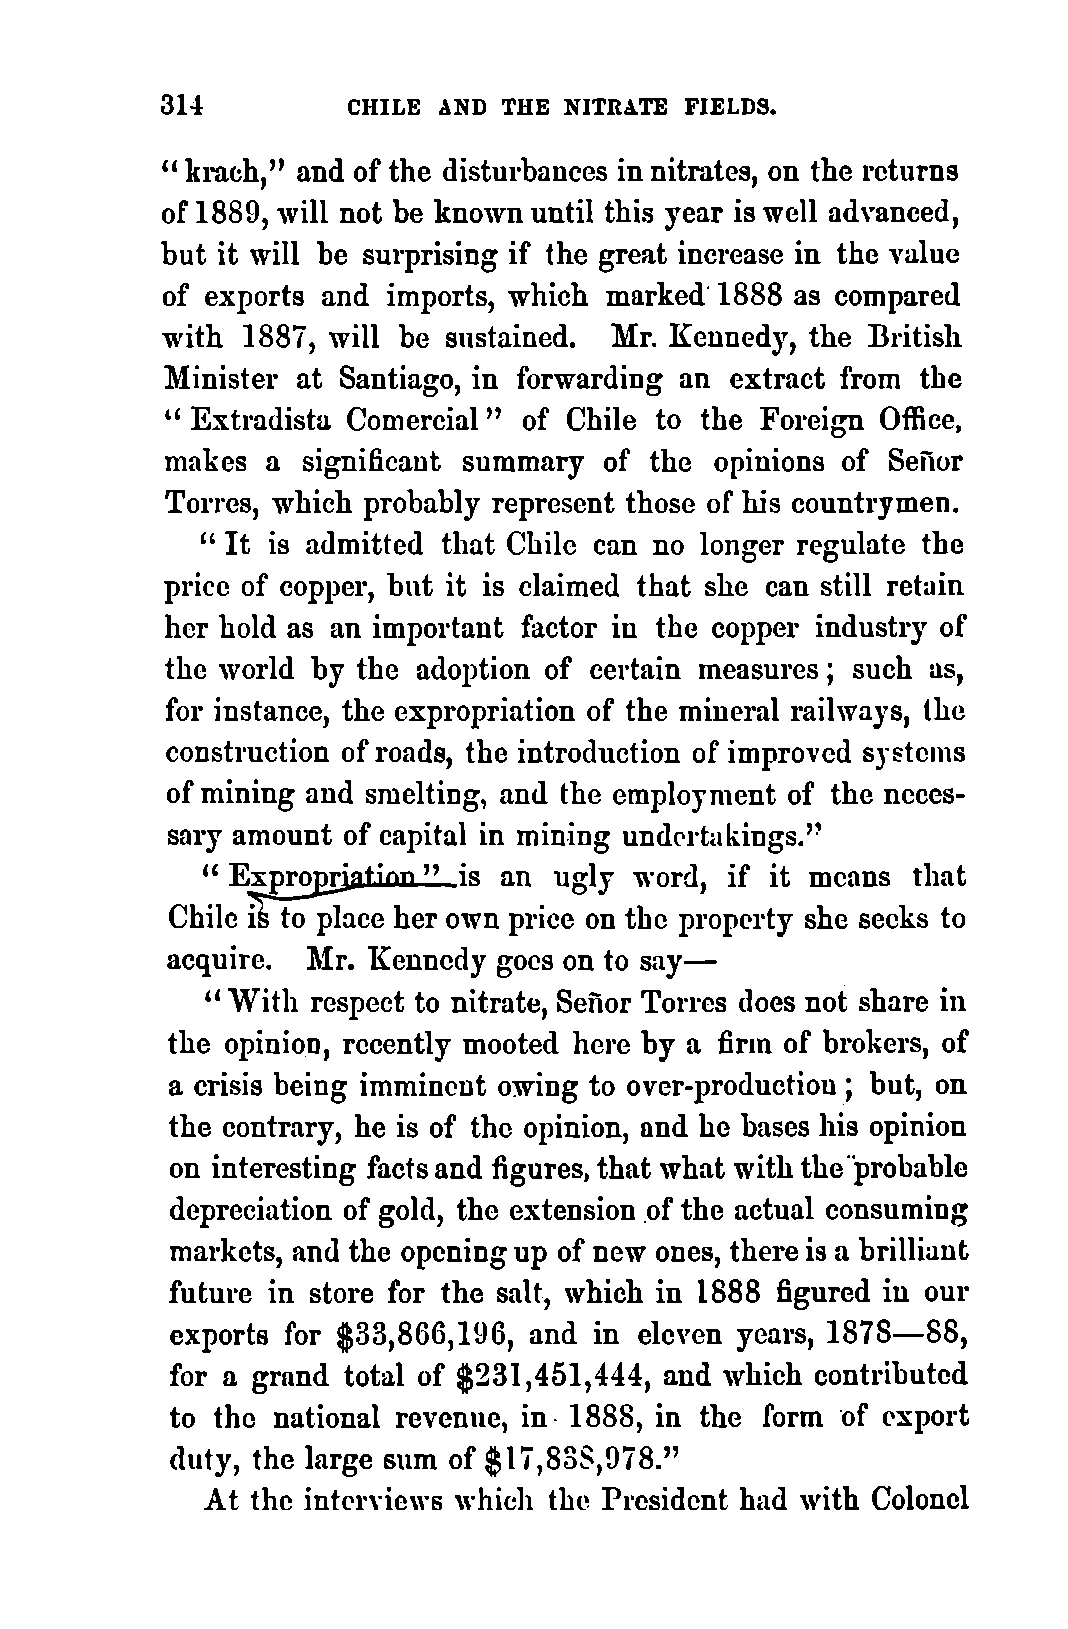 314 CHILE AND THE NITRATE FIELDS.
"krach," and of the disturbances in nitrates, on the returns
of 1889, will not be known until this year is well advanced,
but it will be surprising if the great increase in the value
of exports and imports, which marked 1888 as compared
with 1887, will be sustained. Mr. Kennedy, the British
Minister at Santiago, in forwarding an extract from the
"Extradista Comercial" of Chile to the Foreign Office,
makes a significant summary of the opinions of Señor
Torres, which probably represent those of his countrymen.
"It is admitted that Chile can no longer regulate the
price of copper, but it is claimed that she can still retain
her hold as an important factor in the copper industry of
the world by the adoption of certain measures; such as,
for instance, the expropriation of the mineral railways, the
construction of roads, the introduction of improved systems
of mining and smelting, and the employment of the neces-
sary amount of capital in mining undertakings."
"Expropriation" is an ugly word, if it means that
Chile is to place her own price on the property she seeks to
acquire. Mr. Kennedy goes on to say—
"With respect to nitrate, Señor Torres does not share in
the opinion, recently mooted here by a firm of brokers, of
a crisis being imminent owing to over-production; but, on
the contrary, he is of the opinion, and he bases his opinion
on interesting facts and figures, that what with the probable
depreciation of gold, the extension of the actual consuming
markets, and the opening up of new ones, there is a brilliant
future in store for the salt, which in 1888 figured in our
exports for $33,866,196, and in eleven years, 1878—88,
for a grand total of $231,451,444, and which contributed
to the national revenue, in 1888, in the form of export
duty, the large sum of $17,838,978."
At the interviews which the President had with Colonel